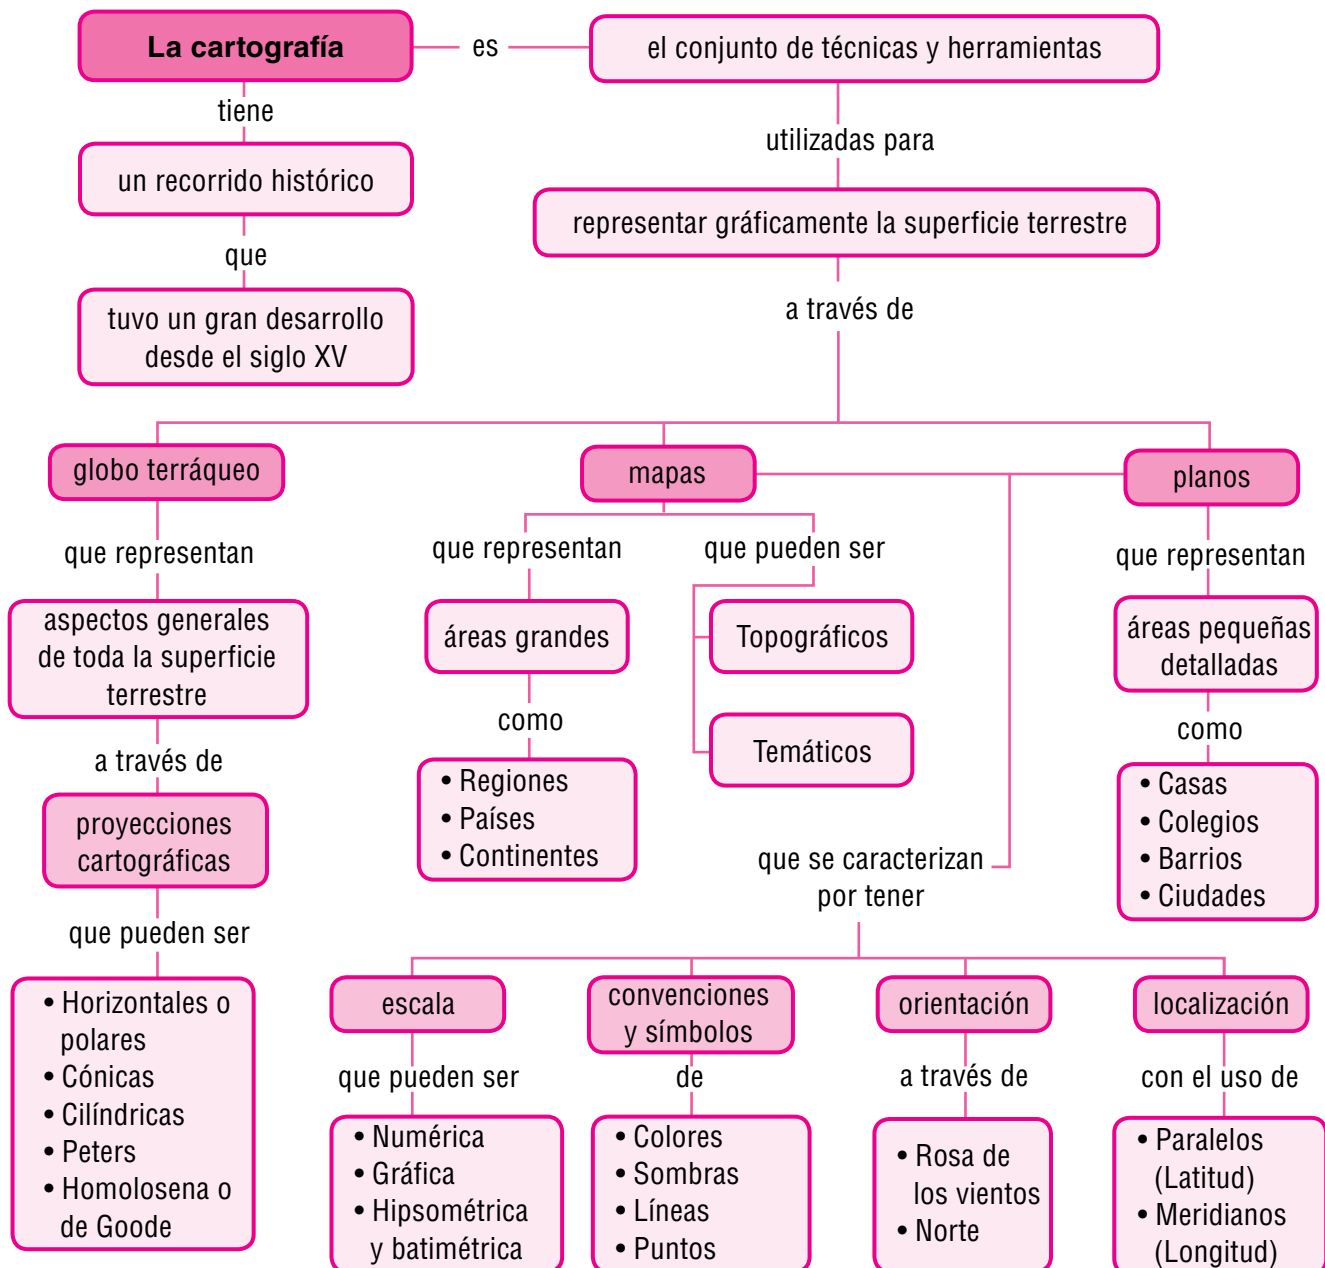 La cartografía
es
el conjunto de técnicas y herramientas
tiene
utilizadas para
un recorrido histórico
representar gráficamente la superficie terrestre
que
a través de
tuvo un gran desarrollo
desde el siglo XV
globo terráqueo
mapas
planos
que representan
aspectos generales
de toda la superficie
terrestre
a través de
proyecciones
cartográficas
que pueden ser
• Horizontales o
polares
• Cónicas
• Cilíndricas
• Peters
• Homolosena o
de Goode
que representan
áreas grandes
como
• Regiones
• Países
• Continentes
que pueden ser
Topográficos
Temáticos
que representan
áreas pequeñas
detalladas
como
• Casas
• Colegios
• Barrios
• Ciudades
que se caracterizan
por tener
escala
que pueden ser
• Numérica
• Gráfica
• Hipsométrica
y batimétrica
convenciones
y símbolos
de
• Colores
• Sombras
• Líneas
• Puntos
orientación
a través de
• Rosa de
los vientos
• Norte
localización
con el uso de
• Paralelos
(Latitud)
• Meridianos
(Longitud)